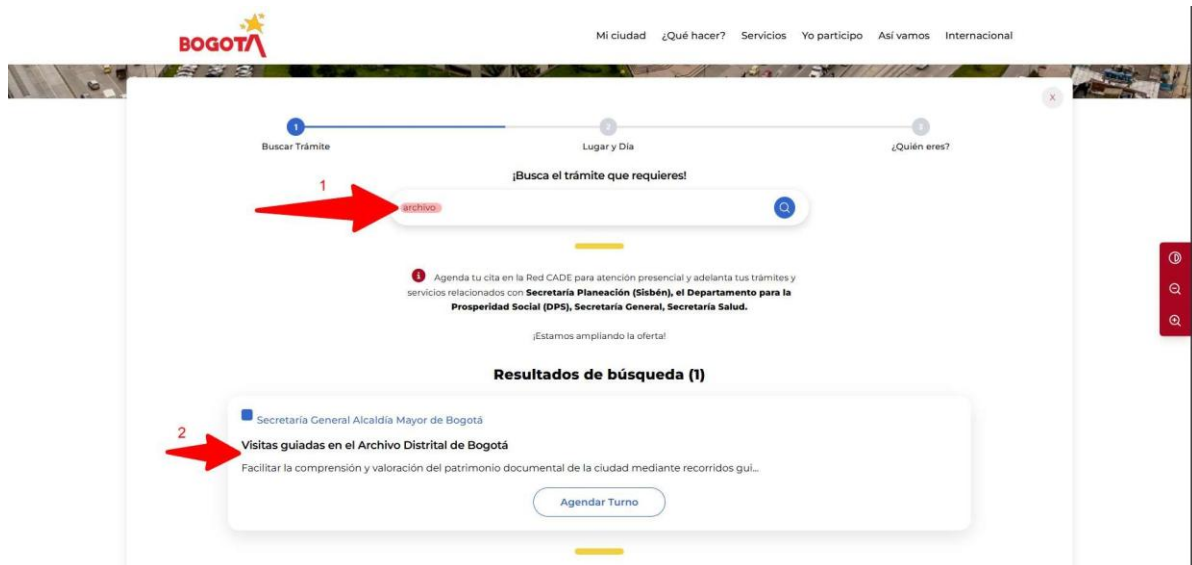 BOGOTÁ
Mi ciudad ¿Qué hacer? Servicios Yo participo Así vamos Internacional
X
1 2 3
Buscar Trámite Lugar y Día ¿Quién eres?
¡Busca el trámite que requieres!
1
archivo
Agenda tu cita en la Red CADE para atención presencial y adelanta tus trámites y
servicios relacionados con Secretaría Planeación (Sisbén), el Departamento para la
Prosperidad Social (DPS), Secretaría General, Secretaría Salud.
¡Estamos ampliando la oferta!
Resultados de búsqueda (1)
Secretaría General Alcaldía Mayor de Bogotá
2
Visitas guiadas en el Archivo Distrital de Bogotá
Facilitar la comprensión y valoración del patrimonio documental de la ciudad mediante recorridos gui...
Agendar Turno